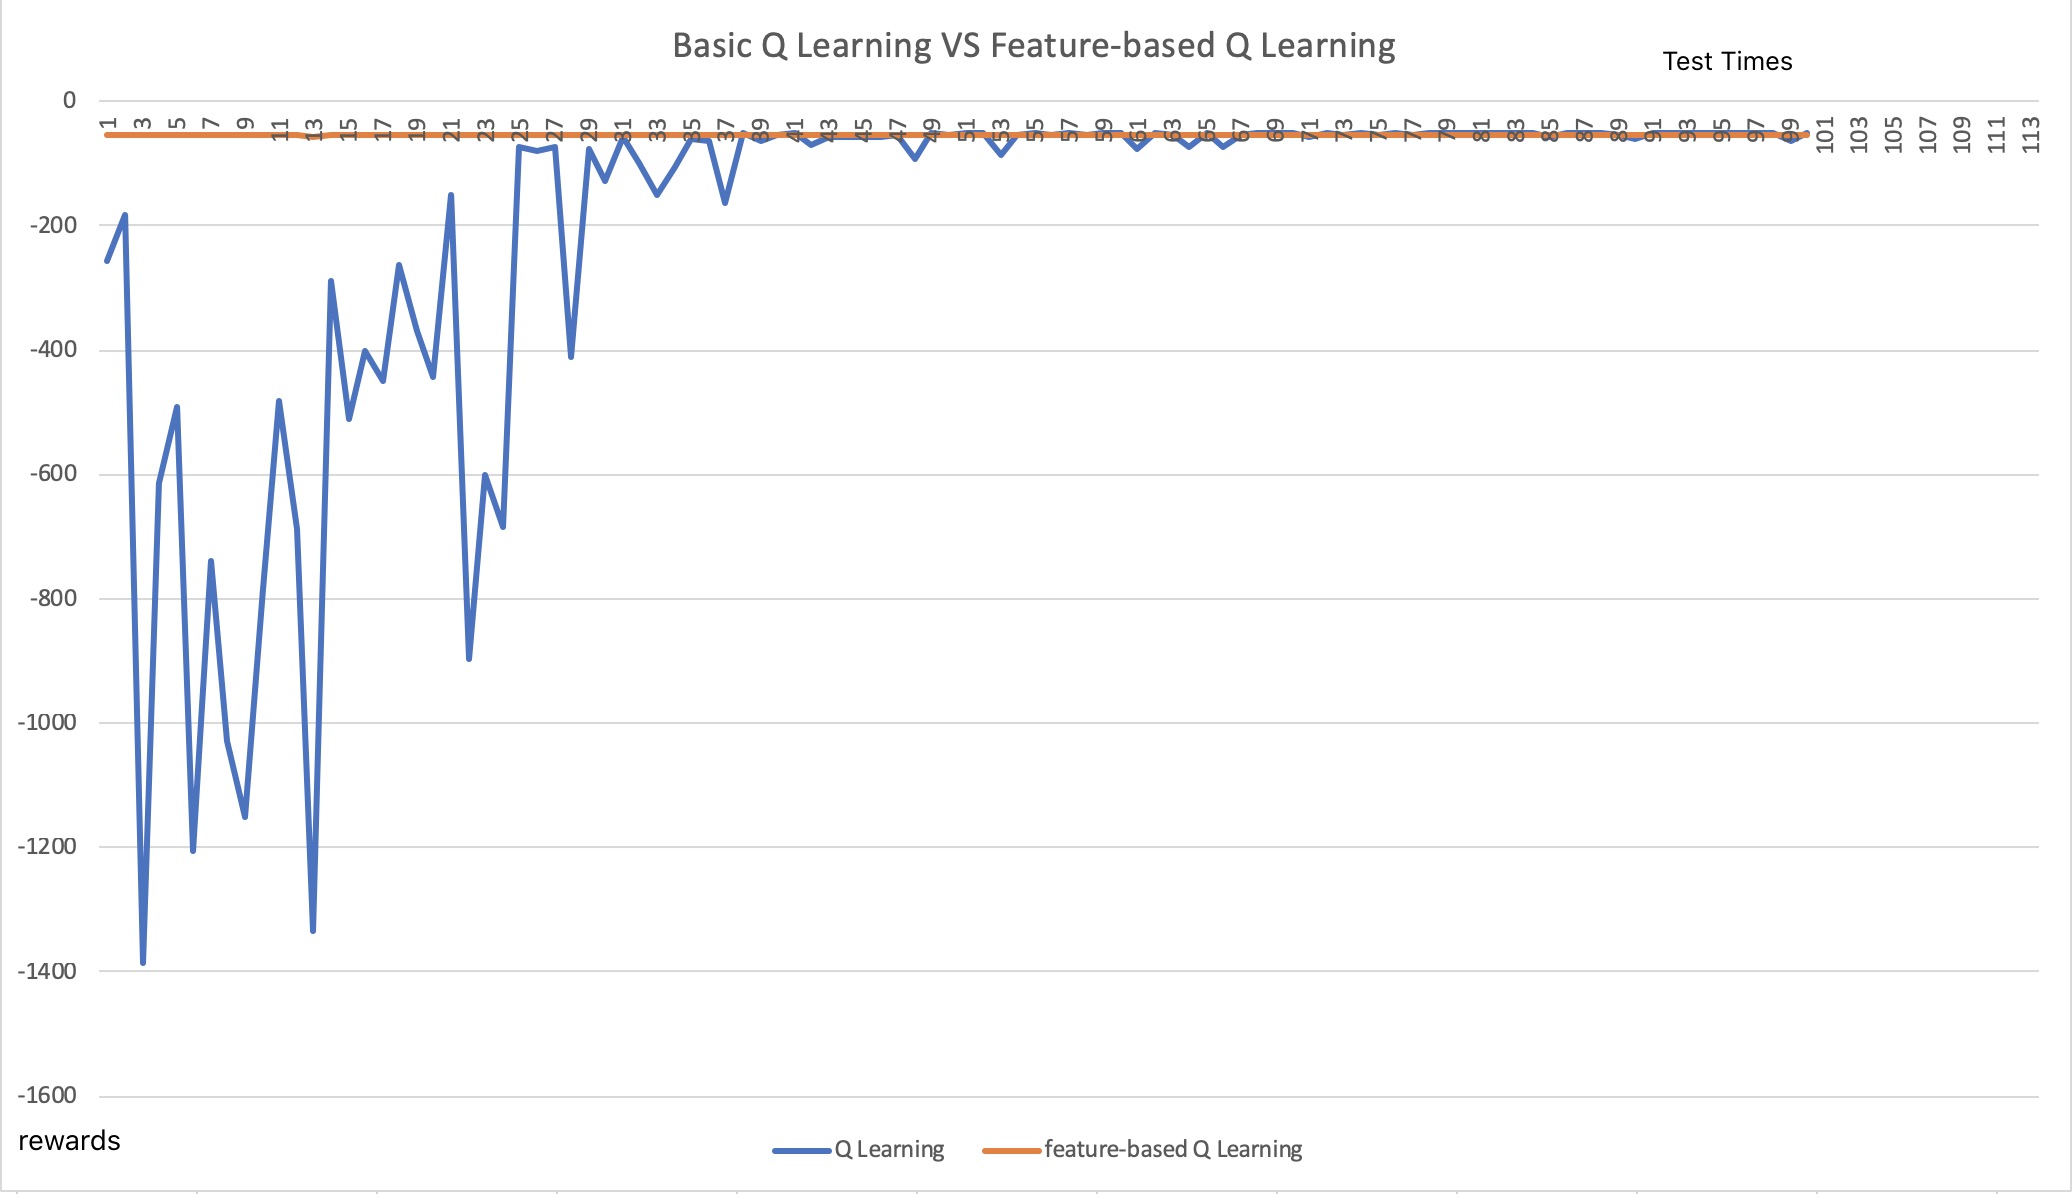 Basic Q Learning VS Feature-based Q Learning
Test Times
0
1 3 5 7 9 11 13 15 17 19 21 23 25 27 29 31 33 35 37 39 41 43 45 47 49 51 53 55 57 59 61 63 65 67 69 71 73 75 77 79 81 83 85 87 89 91 93 95 97 99 101 103 105 107 109 111 113
-200
-400
-600
-800
-1000
-1200
-1400
-1600
rewards
Q Learning
feature-based Q Learning